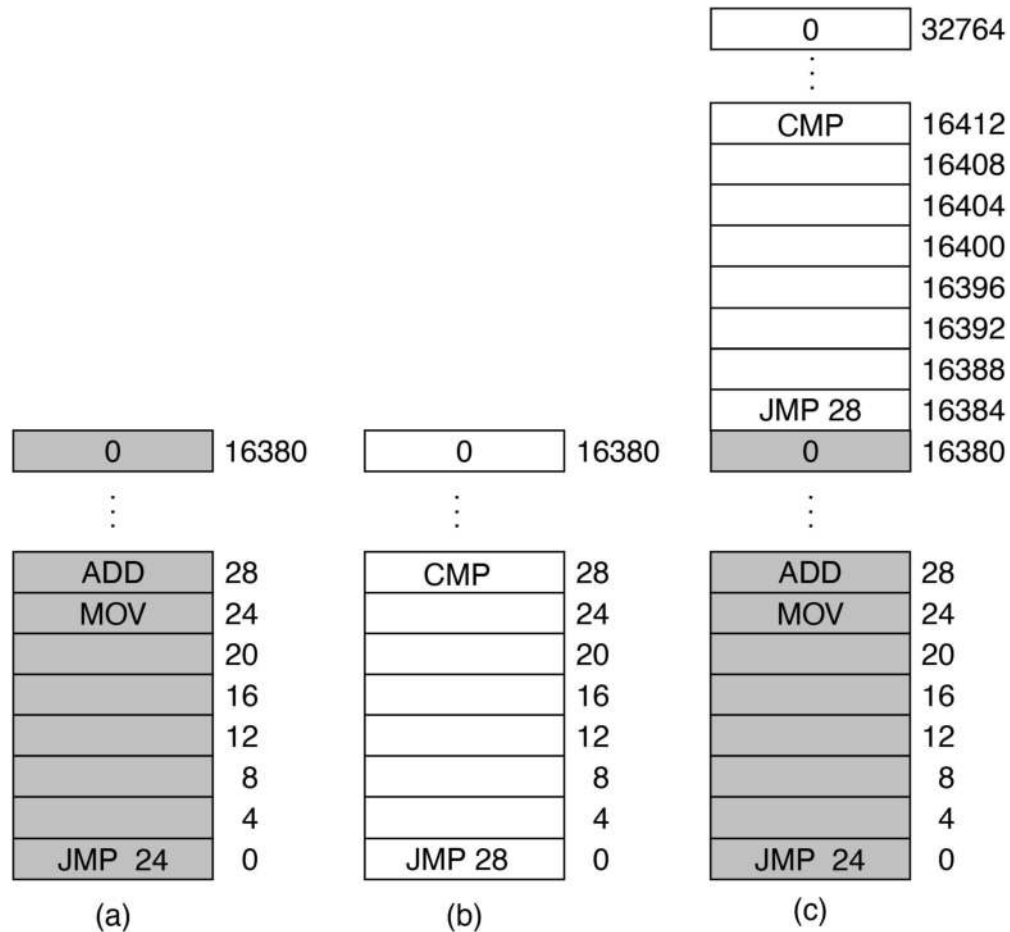 0 32764
CMP 16412
16408
16404
16400
16396
16392
16388
JMP 28 16384
0 16380 0 16380 0 16380
ADD 28 CMP 28 ADD 28
MOV 24 24 MOV 24
20 20 20
16 16 16
12 12 12
8 8 8
4 4 4
JMP 24 0 JMP 28 0 JMP 24 0
(a) (b) (c)